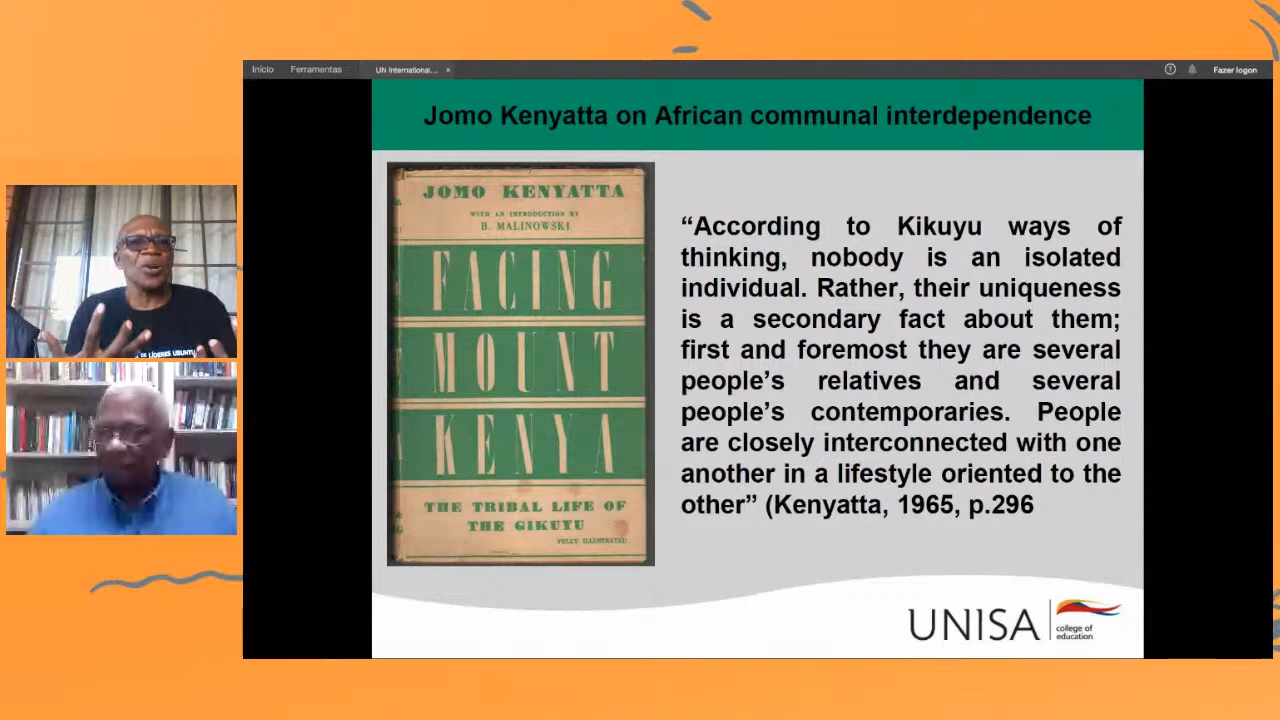 Início Ferramentas UN International... × ? Fazer logon
Jomo Kenyatta on African communal interdependence
JOMO KENYATTA
WITH AN INTRODUCTION BY
B. MALINOWSKI
FACING
MOUNT
KENYA
THE TRIBAL LIFE OF
THE GIKUYU
FULLY ILLUSTRATED
“According to Kikuyu ways of
thinking, nobody is an isolated
individual. Rather, their uniqueness
is a secondary fact about them;
first and foremost they are several
people’s relatives and several
people’s contemporaries. People
are closely interconnected with one
another in a lifestyle oriented to the
other” (Kenyatta, 1965, p.296
DE LÍDERES UBUNTU
UNISA
college of
education